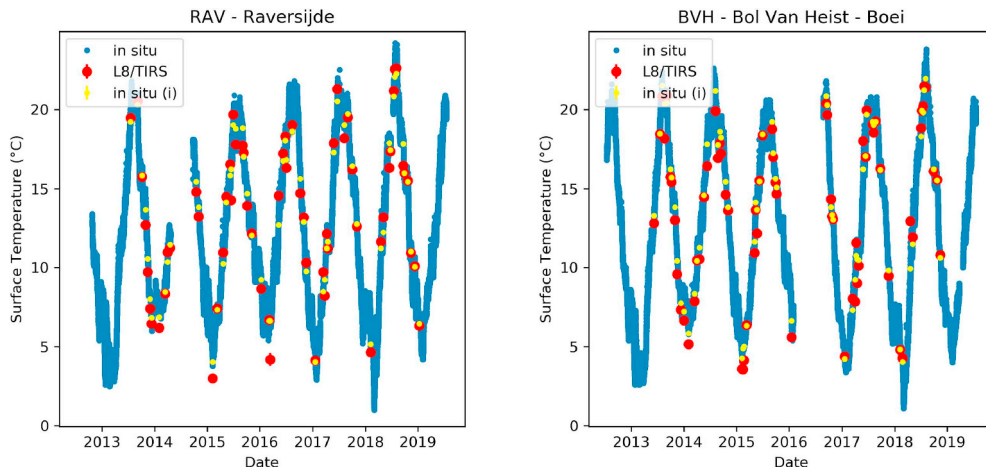 RAV - Raversijde
in situ
L8/TIRS
in situ (i)
Surface Temperature (°C)
20
15
10
5
0
2013 2014 2015 2016 2017 2018 2019
Date
BVH - Bol Van Heist - Boei
in situ
L8/TIRS
in situ (i)
Surface Temperature (°C)
20
15
10
5
0
2013 2014 2015 2016 2017 2018 2019
Date